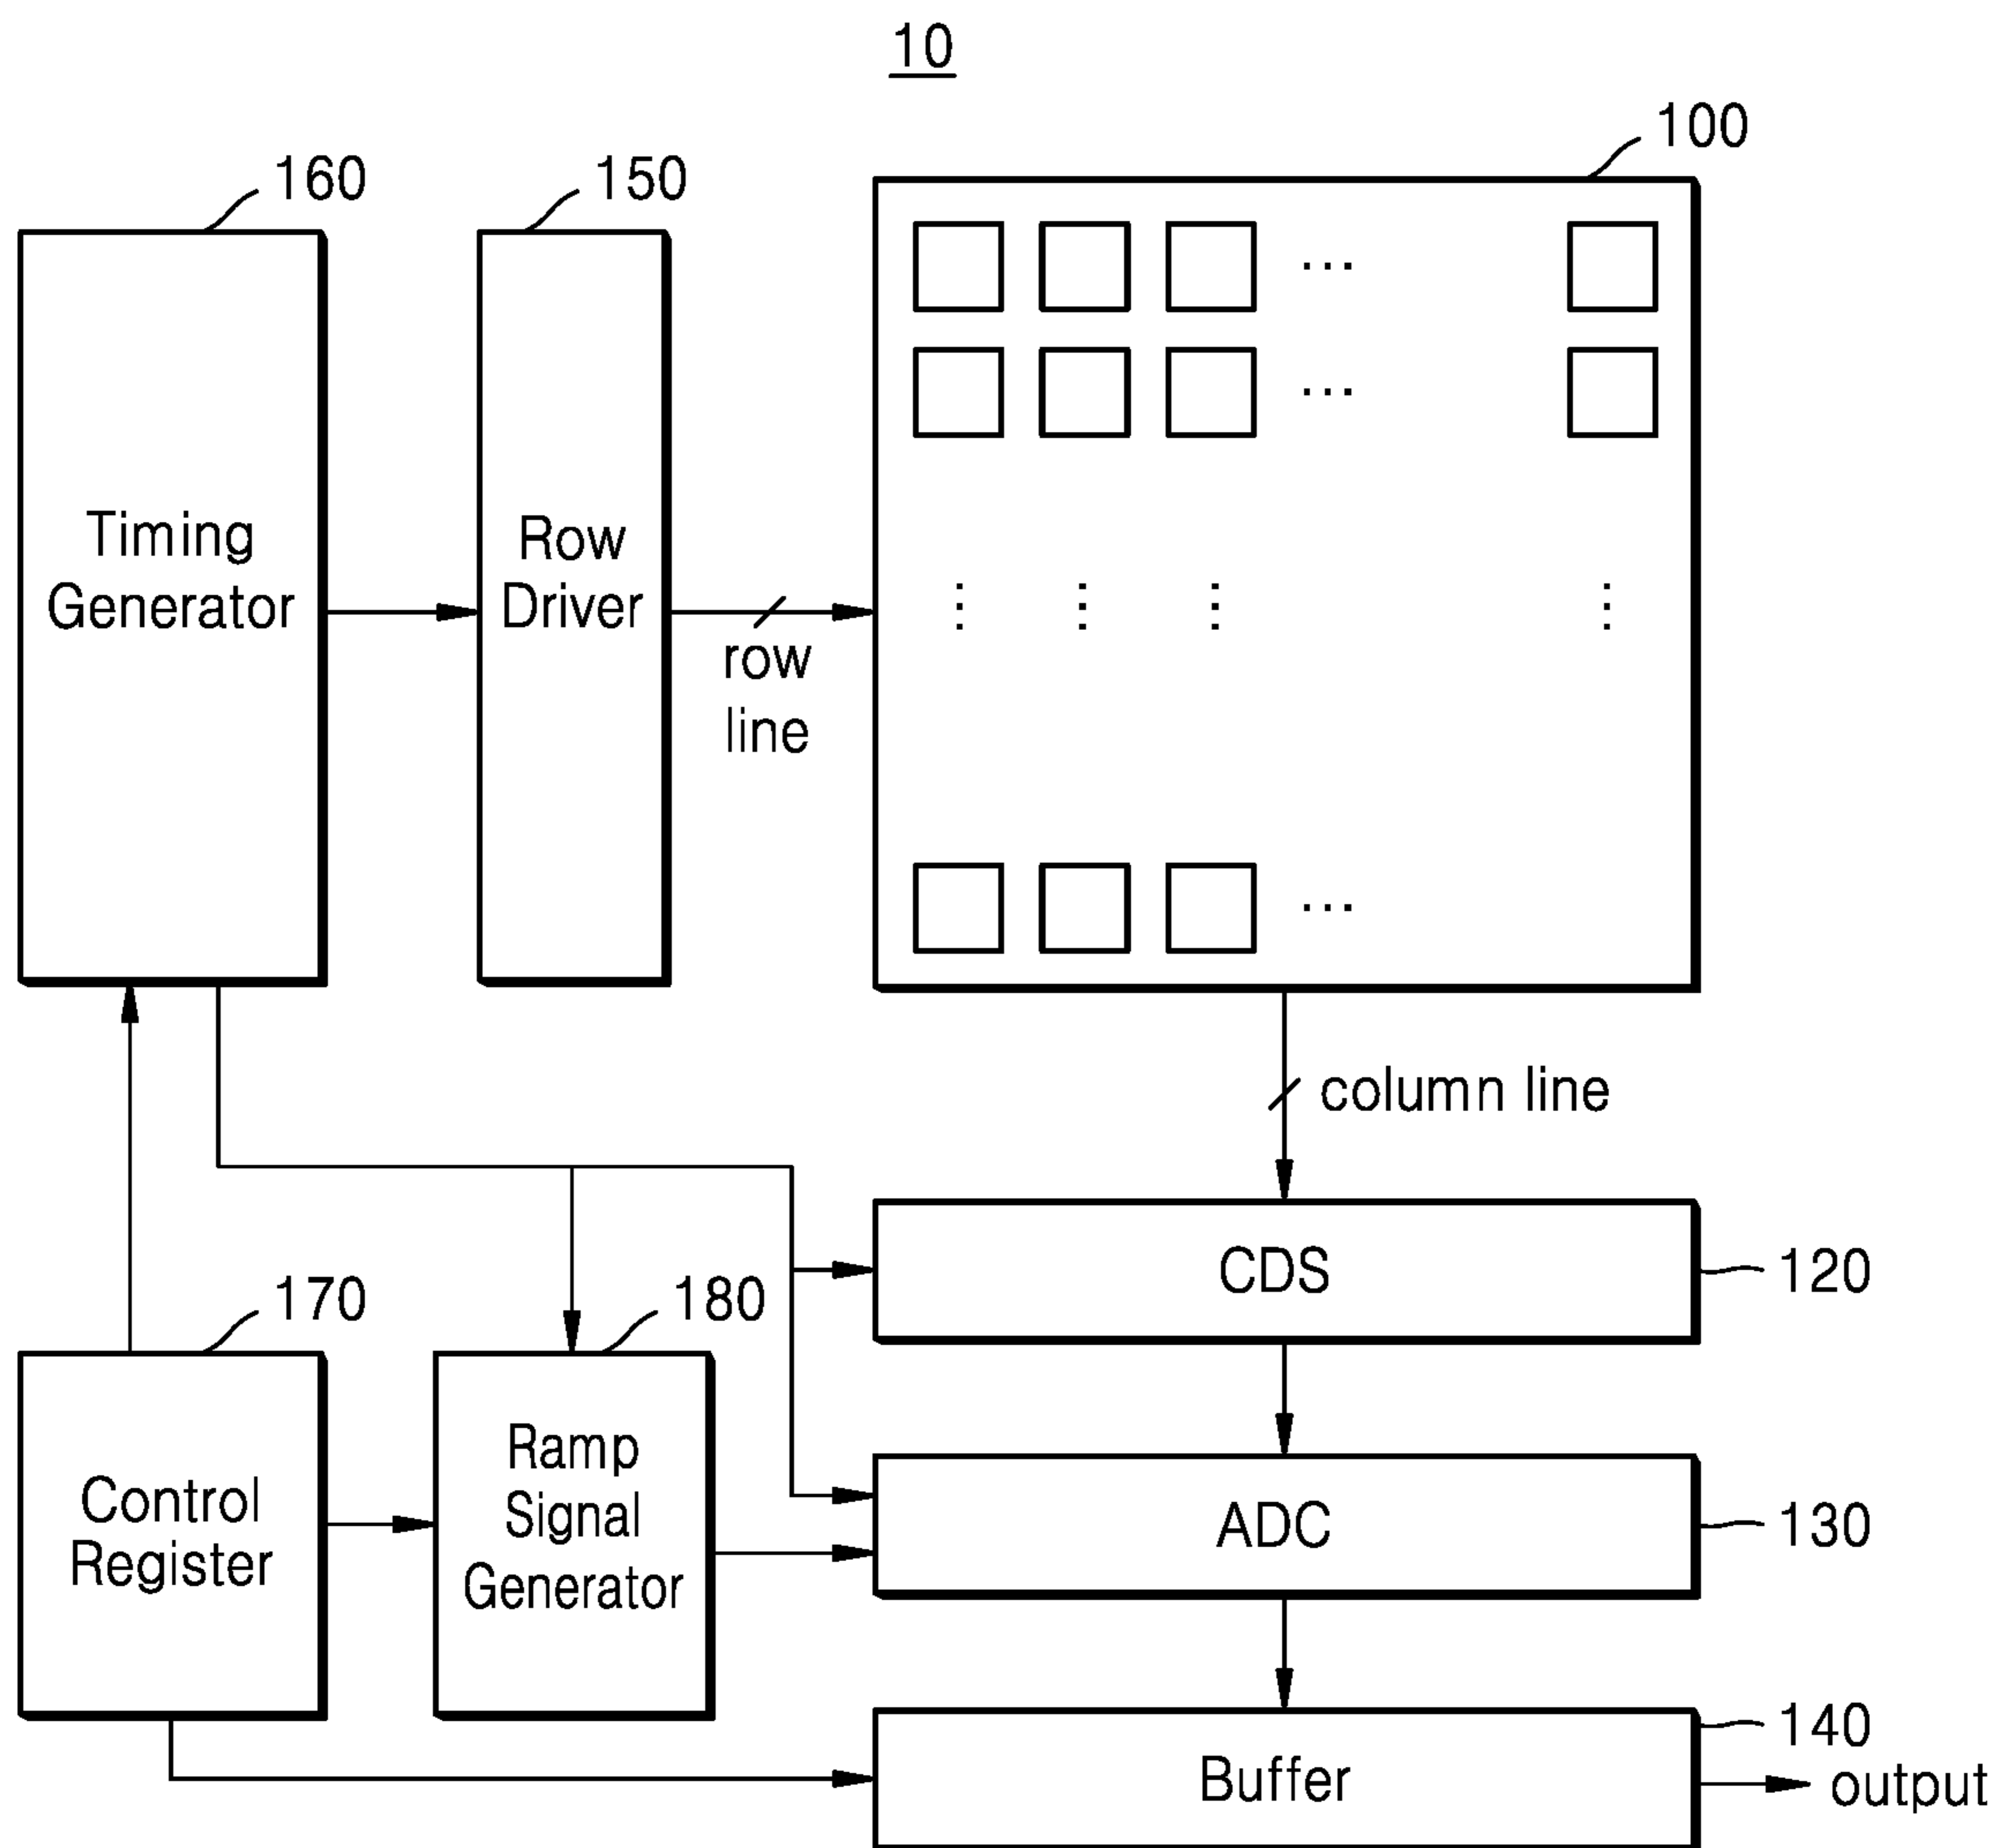 10
100
160
150
Timing
Generator
Row
Driver
row
line
column line
CDS
120
170
180
Control
Register
Ramp
Signal
Generator
ADC
130
140
Buffer
output